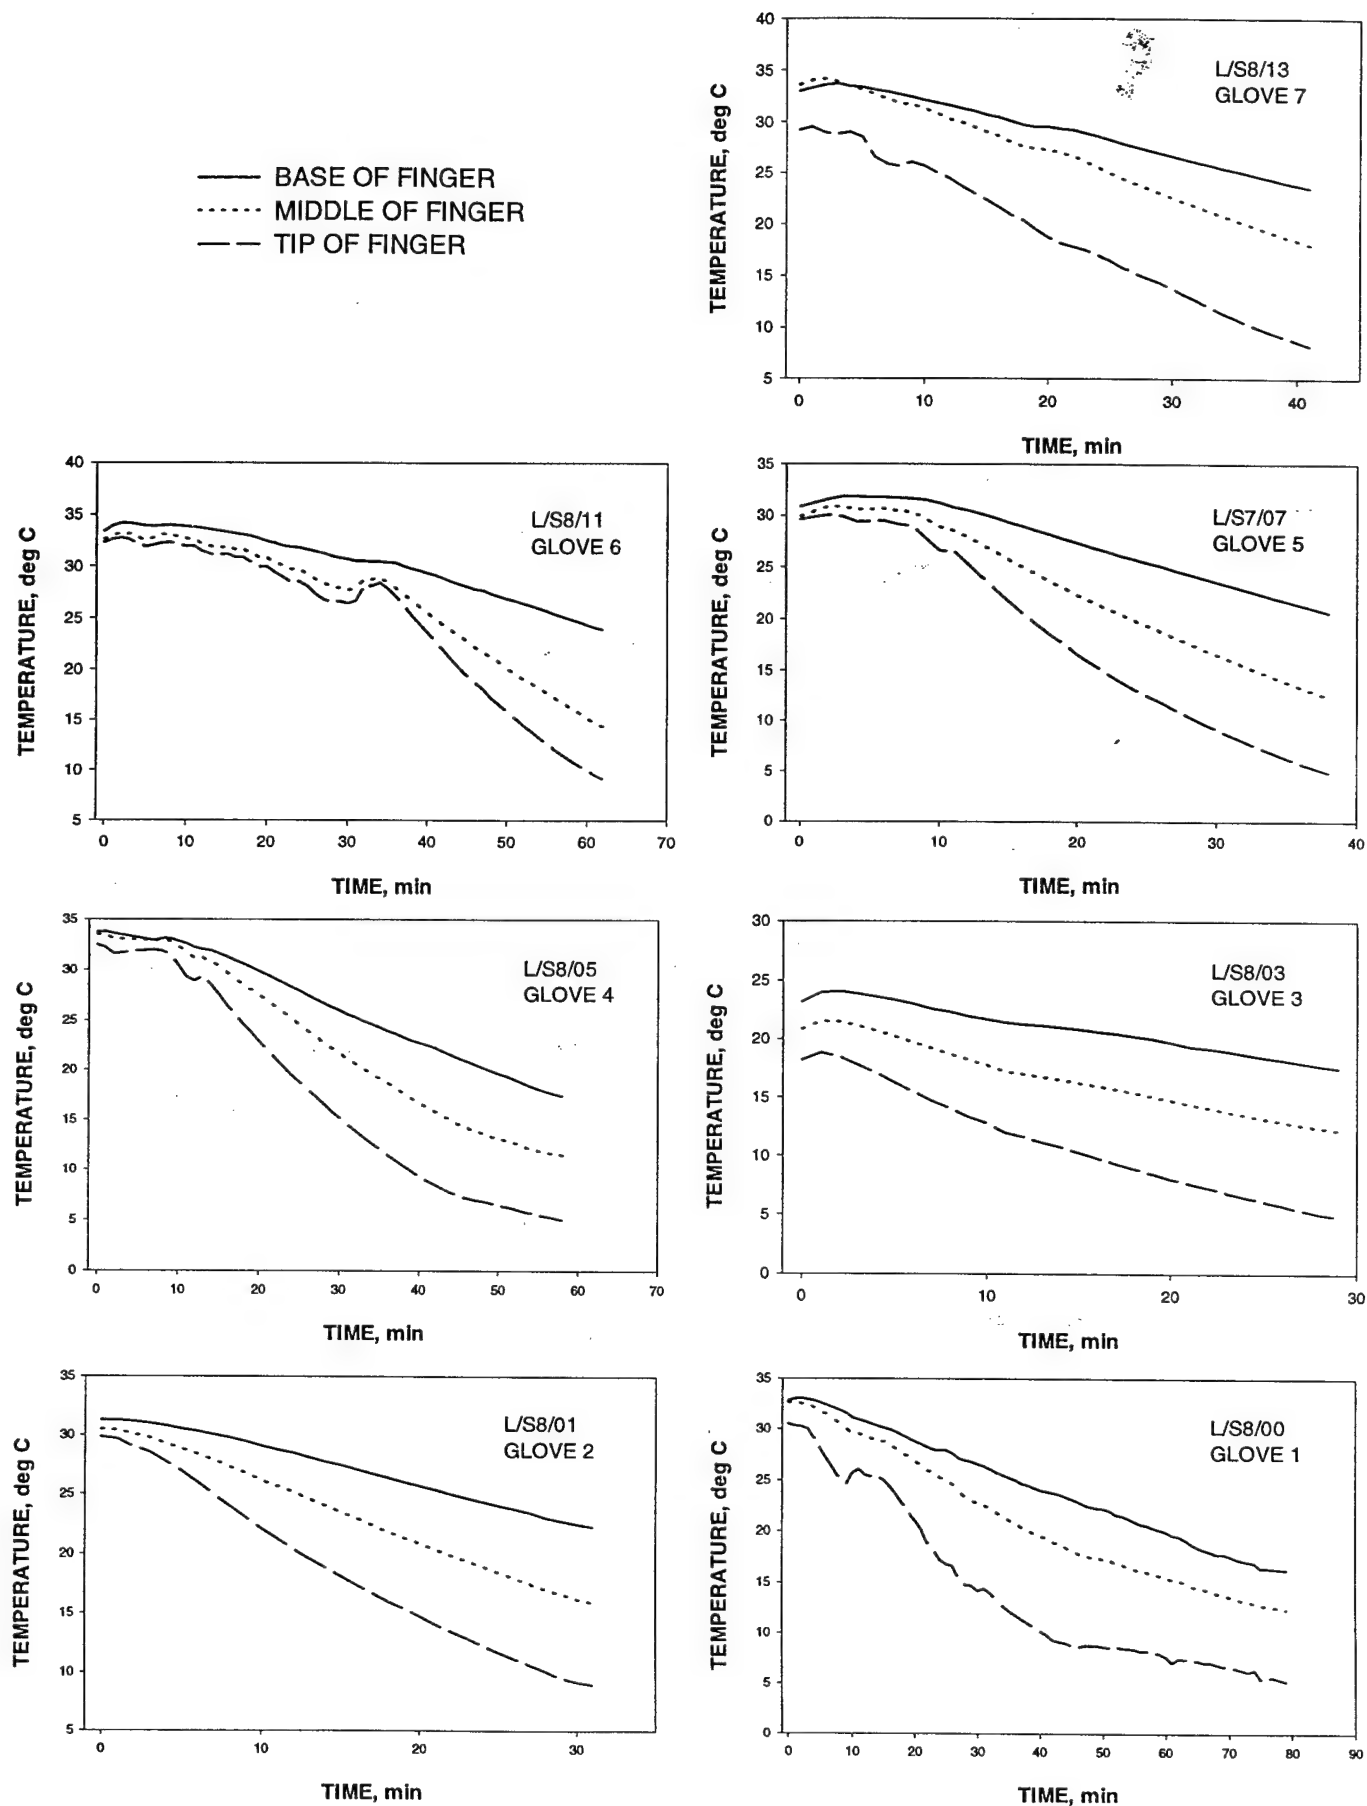 BASE OF FINGER
MIDDLE OF FINGER
TIP OF FINGER
L/S8/13
GLOVE 7
TEMPERATURE, deg C
40
35
30
25
20
15
10
5
0 10 20 30 40
TIME, min
L/S8/11
GLOVE 6
TEMPERATURE, deg C
40
35
30
25
20
15
10
5
0 10 20 30 40 50 60 70
TIME, min
L/S7/07
GLOVE 5
TEMPERATURE, deg C
35
30
25
20
15
10
5
0
0 10 20 30 40
TIME, min
L/S8/05
GLOVE 4
TEMPERATURE, deg C
35
30
25
20
15
10
5
0
0 10 20 30 40 50 60 70
TIME, min
L/S8/03
GLOVE 3
TEMPERATURE, deg C
30
25
20
15
10
5
0
0 10 20 30
TIME, min
L/S8/01
GLOVE 2
TEMPERATURE, deg C
35
30
25
20
15
10
5
0 10 20 30
TIME, min
L/S8/00
GLOVE 1
TEMPERATURE, deg C
35
30
25
20
15
10
5
0
0 10 20 30 40 50 60 70 80 90
TIME, min